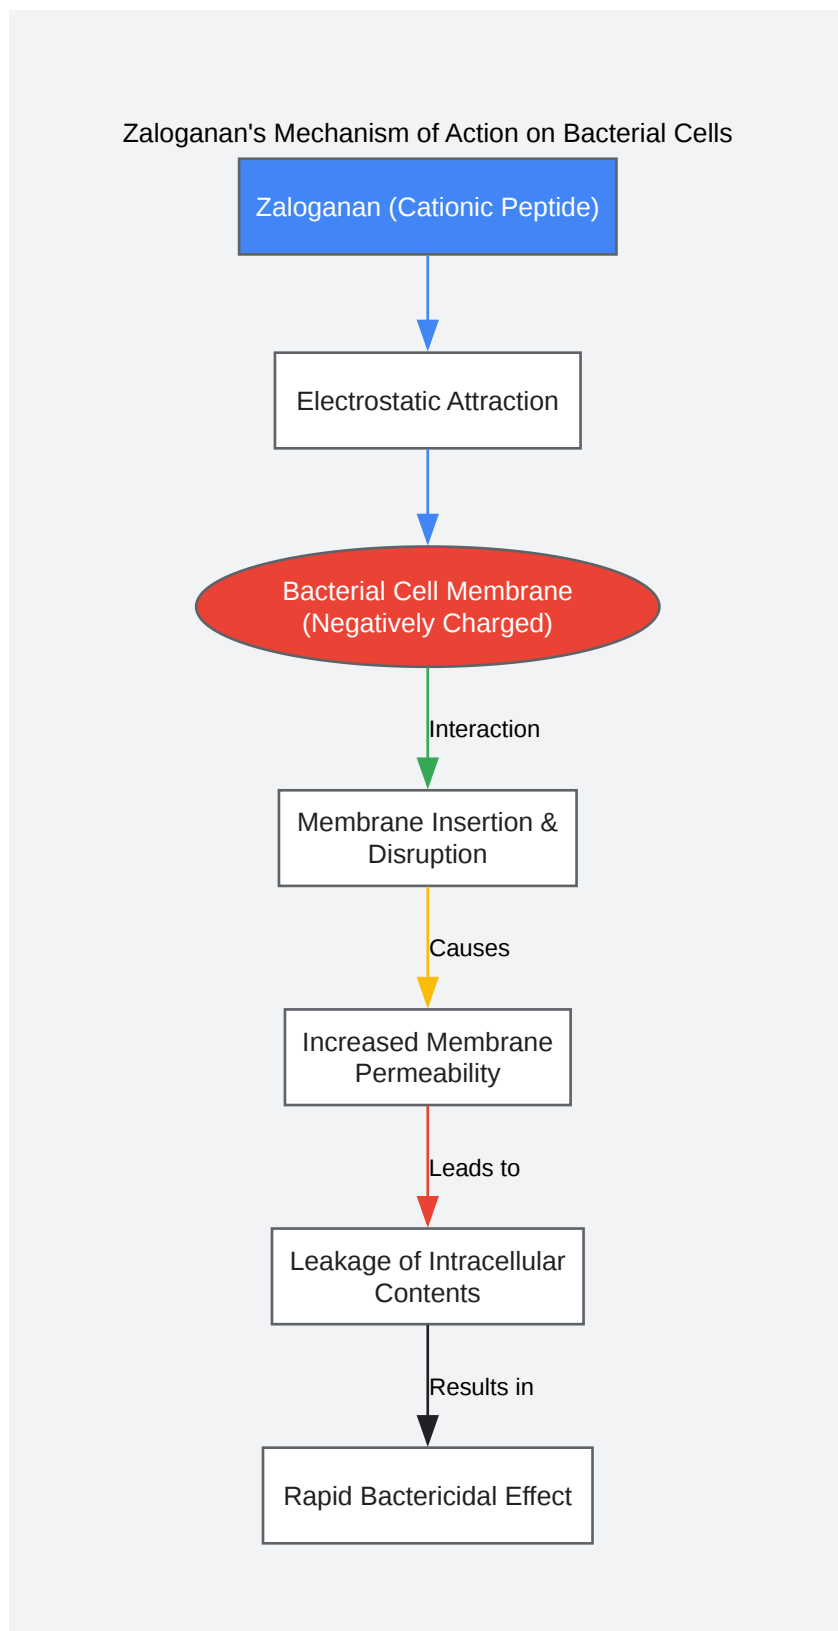 Zaloganan's Mechanism of Action on Bacterial Cells
Zaloganan (Cationic Peptide)
Electrostatic Attraction
Bacterial Cell Membrane
(Negatively Charged)
Interaction
Membrane Insertion &
Disruption
Causes
Increased Membrane
Permeability
Leads to
Leakage of Intracellular
Contents
Results in
Rapid Bactericidal Effect